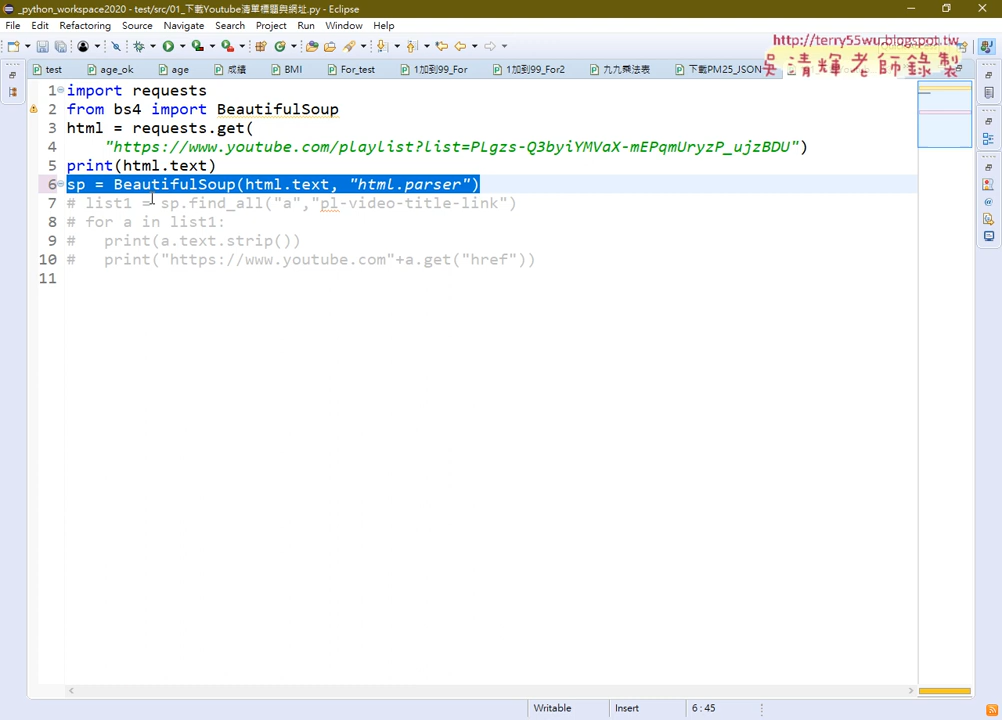 _python_workspace2020 - test/src/01_下載Youtube清單標題與網址.py - Eclipse
File Edit Refactoring Source Navigate Search Project Run Window Help
http://terry55wu.blogspot.tw
吳清輝老師錄製
test age_ok age 成績 BMI For_test 1加到99_For 1加到99_For2 九九乘法表 下載PM25_JSON
1 import requests
2 from bs4 import BeautifulSoup
3 html = requests.get(
4 "https://www.youtube.com/playlist?list=PLgzs-Q3byiYMVaX-mEPqmUryzP_ujzBDU")
5 print(html.text)
6 sp = BeautifulSoup(html.text, "html.parser")
7 # list1 = sp.find_all("a","pl-video-title-link")
8 # for a in list1:
9 #   print(a.text.strip())
10 #   print("https://www.youtube.com"+a.get("href"))
11
Writable Insert 6 : 45